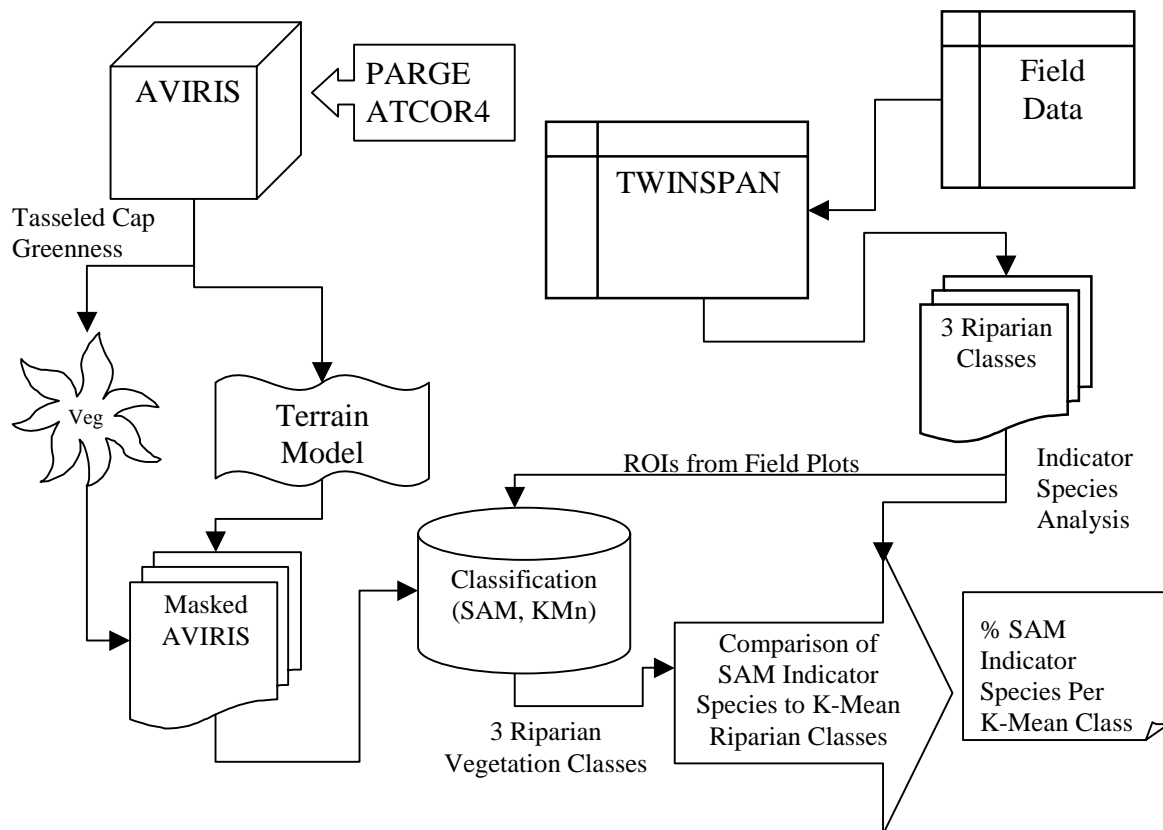 AVIRIS
PARGE
ATCOR4
Field
Data
TWINSPAN
Tasseled Cap
Greenness
3 Riparian
Classes
Veg
Terrain
Model
ROIs from Field Plots
Indicator
Species
Analysis
Masked
AVIRIS
Classification
(SAM, KMn)
3 Riparian
Vegetation Classes
Comparison of
SAM Indicator
Species to K-Mean
Riparian Classes
% SAM
Indicator
Species Per
K-Mean Class